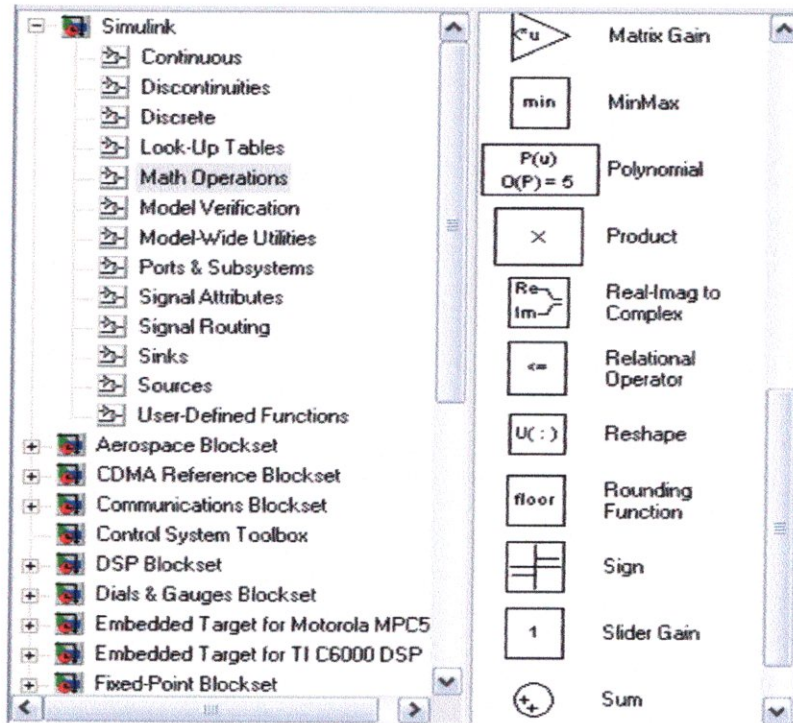 Simulink
Continuous
Discontinuities
Discrete
Look-Up Tables
Math Operations
Model Verification
Model-Wide Utilities
Ports & Subsystems
Signal Attributes
Signal Routing
Sinks
Sources
User-Defined Functions
Aerospace Blockset
CDMA Reference Blockset
Communications Blockset
Control System Toolbox
DSP Blockset
Dials & Gauges Blockset
Embedded Target for Motorola MPC5
Embedded Target for TI C6000 DSP
Fixed-Point Blockset
u Matrix Gain
min MinMax
P(u)
O(P) = 5 Polynomial
× Product
Re
Im
Real-Imag to
Complex
<= Relational
Operator
U( : ) Reshape
floor Rounding
Function
Sign
1 Slider Gain
++ Sum